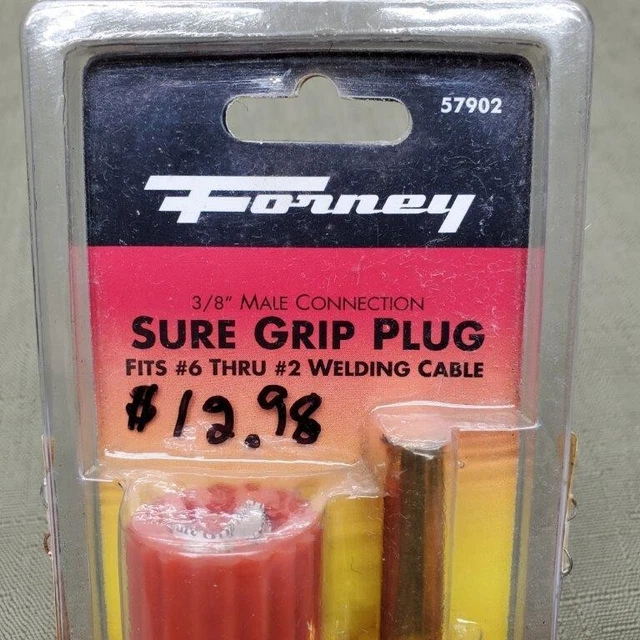 57902
Forney
3/8" MALE CONNECTION
SURE GRIP PLUG
FITS #6 THRU #2 WELDING CABLE
$12.98